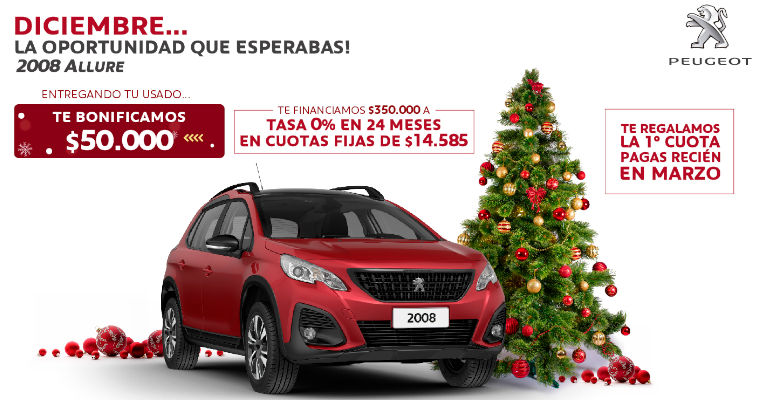 DICIEMBRE...
LA OPORTUNIDAD QUE ESPERABAS!
2008 ALLURE
PEUGEOT
ENTREGANDO TU USADO...
TE BONIFICAMOS
$50.000*
TE FINANCIAMOS $350.000 A
TASA 0% EN 24 MESES
EN CUOTAS FIJAS DE $14.585
TE REGALAMOS
LA 1° CUOTA
PAGAS RECIÉN
EN MARZO
2008